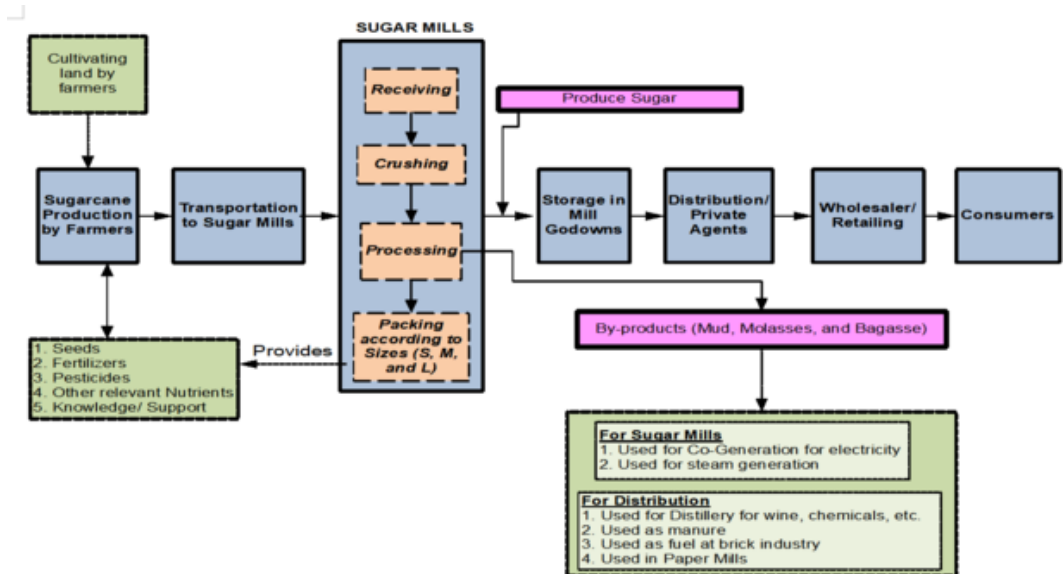 SUGAR MILLS
Cultivating
land by
farmers
Receiving
Produce Sugar
Crushing
Sugarcane
Production
by Farmers
Transportation
to Sugar Mills
Storage in
Mill
Godowns
Distribution/
Private
Agents
Wholesaler/
Retailing
Consumers
Processing
Packing
according to
Sizes (S, M,
and L)
By-products (Mud, Molasses, and Bagasse)
Provides
1. Seeds
2. Fertilizers
3. Pesticides
4. Other relevant Nutrients
5. Knowledge/ Support
For Sugar Mills
1. Used for Co-Generation for electricity
2. Used for steam generation
For Distribution
1. Used for Distillery for wine, chemicals, etc.
2. Used as manure
3. Used as fuel at brick industry
4. Used in Paper Mills